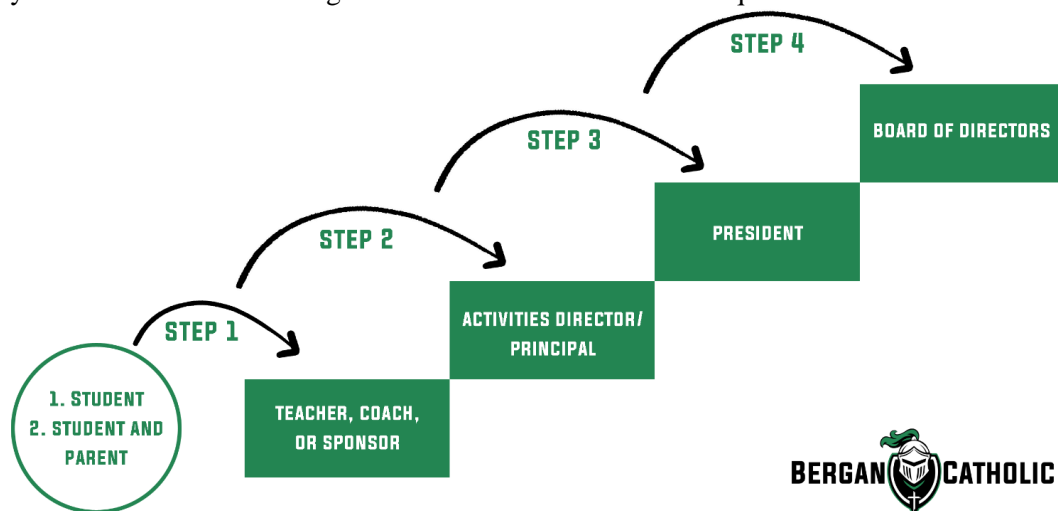 STEP 4
BOARD OF DIRECTORS
STEP 3
PRESIDENT
STEP 2
ACTIVITIES DIRECTOR/
PRINCIPAL
STEP 1
1. STUDENT
2. STUDENT AND
PARENT
TEACHER, COACH,
OR SPONSOR
BERGAN CATHOLIC